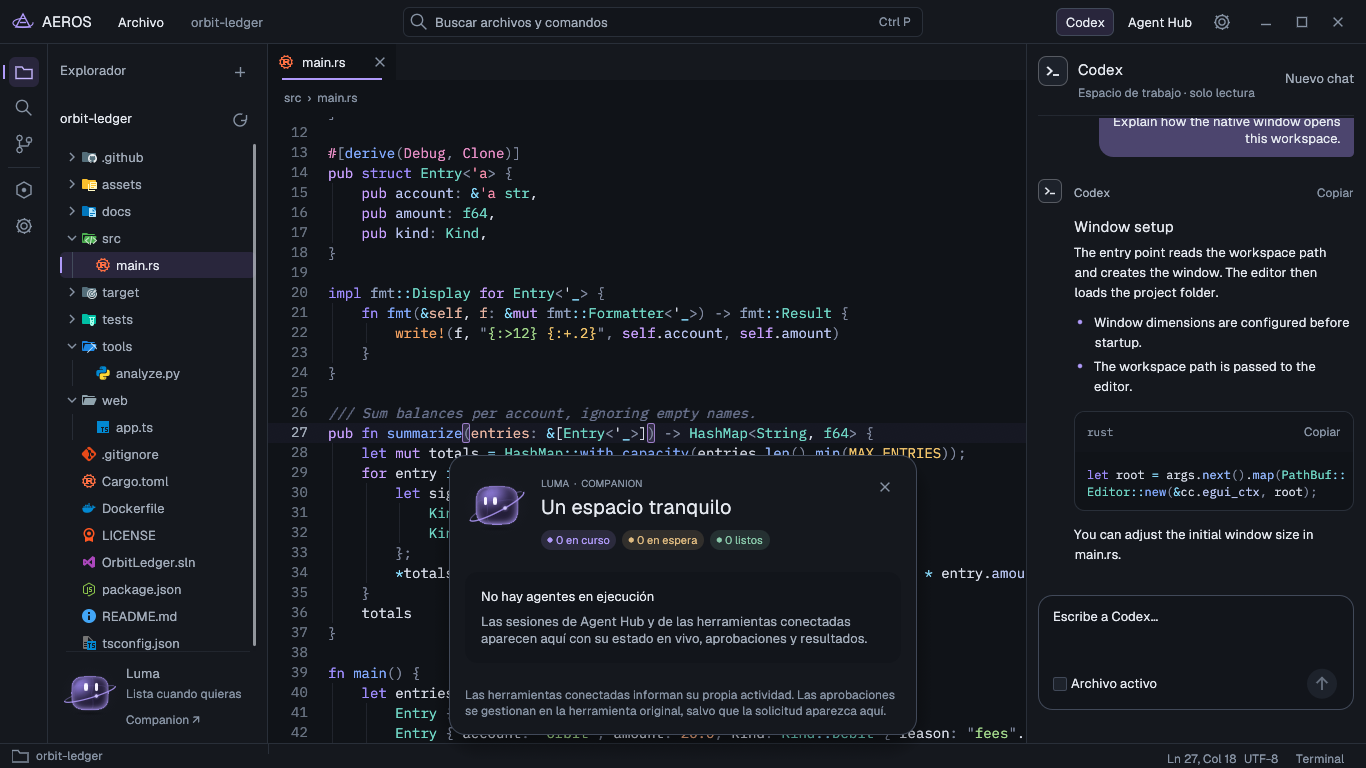 AEROS
Archivo
orbit-ledger
Buscar archivos y comandos
Ctrl P
Codex
Agent Hub
Explorador
orbit-ledger
.github
assets
docs
src
main.rs
target
tests
tools
analyze.py
web
app.ts
.gitignore
Cargo.toml
Dockerfile
LICENSE
OrbitLedger.sln
package.json
README.md
tsconfig.json
Luma
Lista cuando quieras
Companion ↗
main.rs
src › main.rs
12
13 #[derive(Debug, Clone)]
14 pub struct Entry<'a> {
15 pub account: &'a str,
16 pub amount: f64,
17 pub kind: Kind,
18 }
19
20 impl fmt::Display for Entry<'_> {
21 fn fmt(&self, f: &mut fmt::Formatter<'_>) -> fmt::Result {
22 write!(f, "{:>12} {:+.2}", self.account, self.amount)
23 }
24 }
25
26 /// Sum balances per account, ignoring empty names.
27 pub fn summarize(entries: &[Entry<'_>]) -> HashMap<String, f64> {
28 let mut totals = HashMap::with_capacity(entries.len().min(MAX_ENTRIES));
29 for entry
30 let sig
31 Kin
32 Kin
33 };
34 *totals * entry.amou
35 }
36 totals
37 }
38
39 fn main() {
40 let entries
41 Entry {
42 Entry { account: "orbit", amount: 20.0, kind: Kind::Debit { reason: "fees".
LUMA · COMPANION
Un espacio tranquilo
0 en curso
0 en espera
0 listos
No hay agentes en ejecución
Las sesiones de Agent Hub y de las herramientas conectadas
aparecen aquí con su estado en vivo, aprobaciones y resultados.
Las herramientas conectadas informan su propia actividad. Las aprobaciones
se gestionan en la herramienta original, salvo que la solicitud aparezca aquí.
Codex
Espacio de trabajo · solo lectura
Nuevo chat
Explain how the native window opens
this workspace.
Codex
Copiar
Window setup
The entry point reads the workspace path
and creates the window. The editor then
loads the project folder.
• Window dimensions are configured before
startup.
• The workspace path is passed to the
editor.
rust
Copiar
let root = args.next().map(PathBuf::
Editor::new(&cc.egui_ctx, root);
You can adjust the initial window size in
main.rs.
Escribe a Codex...
Archivo activo
orbit-ledger
Ln 27, Col 18
UTF-8
Terminal